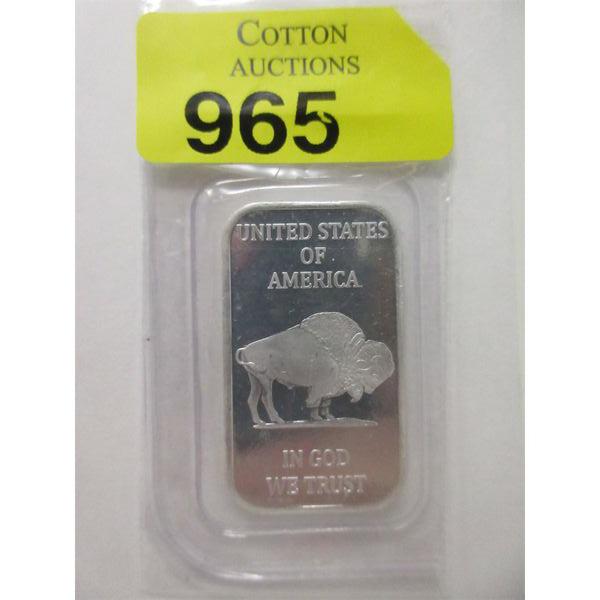 COTTON
AUCTIONS
965
UNITED STATES
OF
AMERICA
IN GOD
WE TRUST